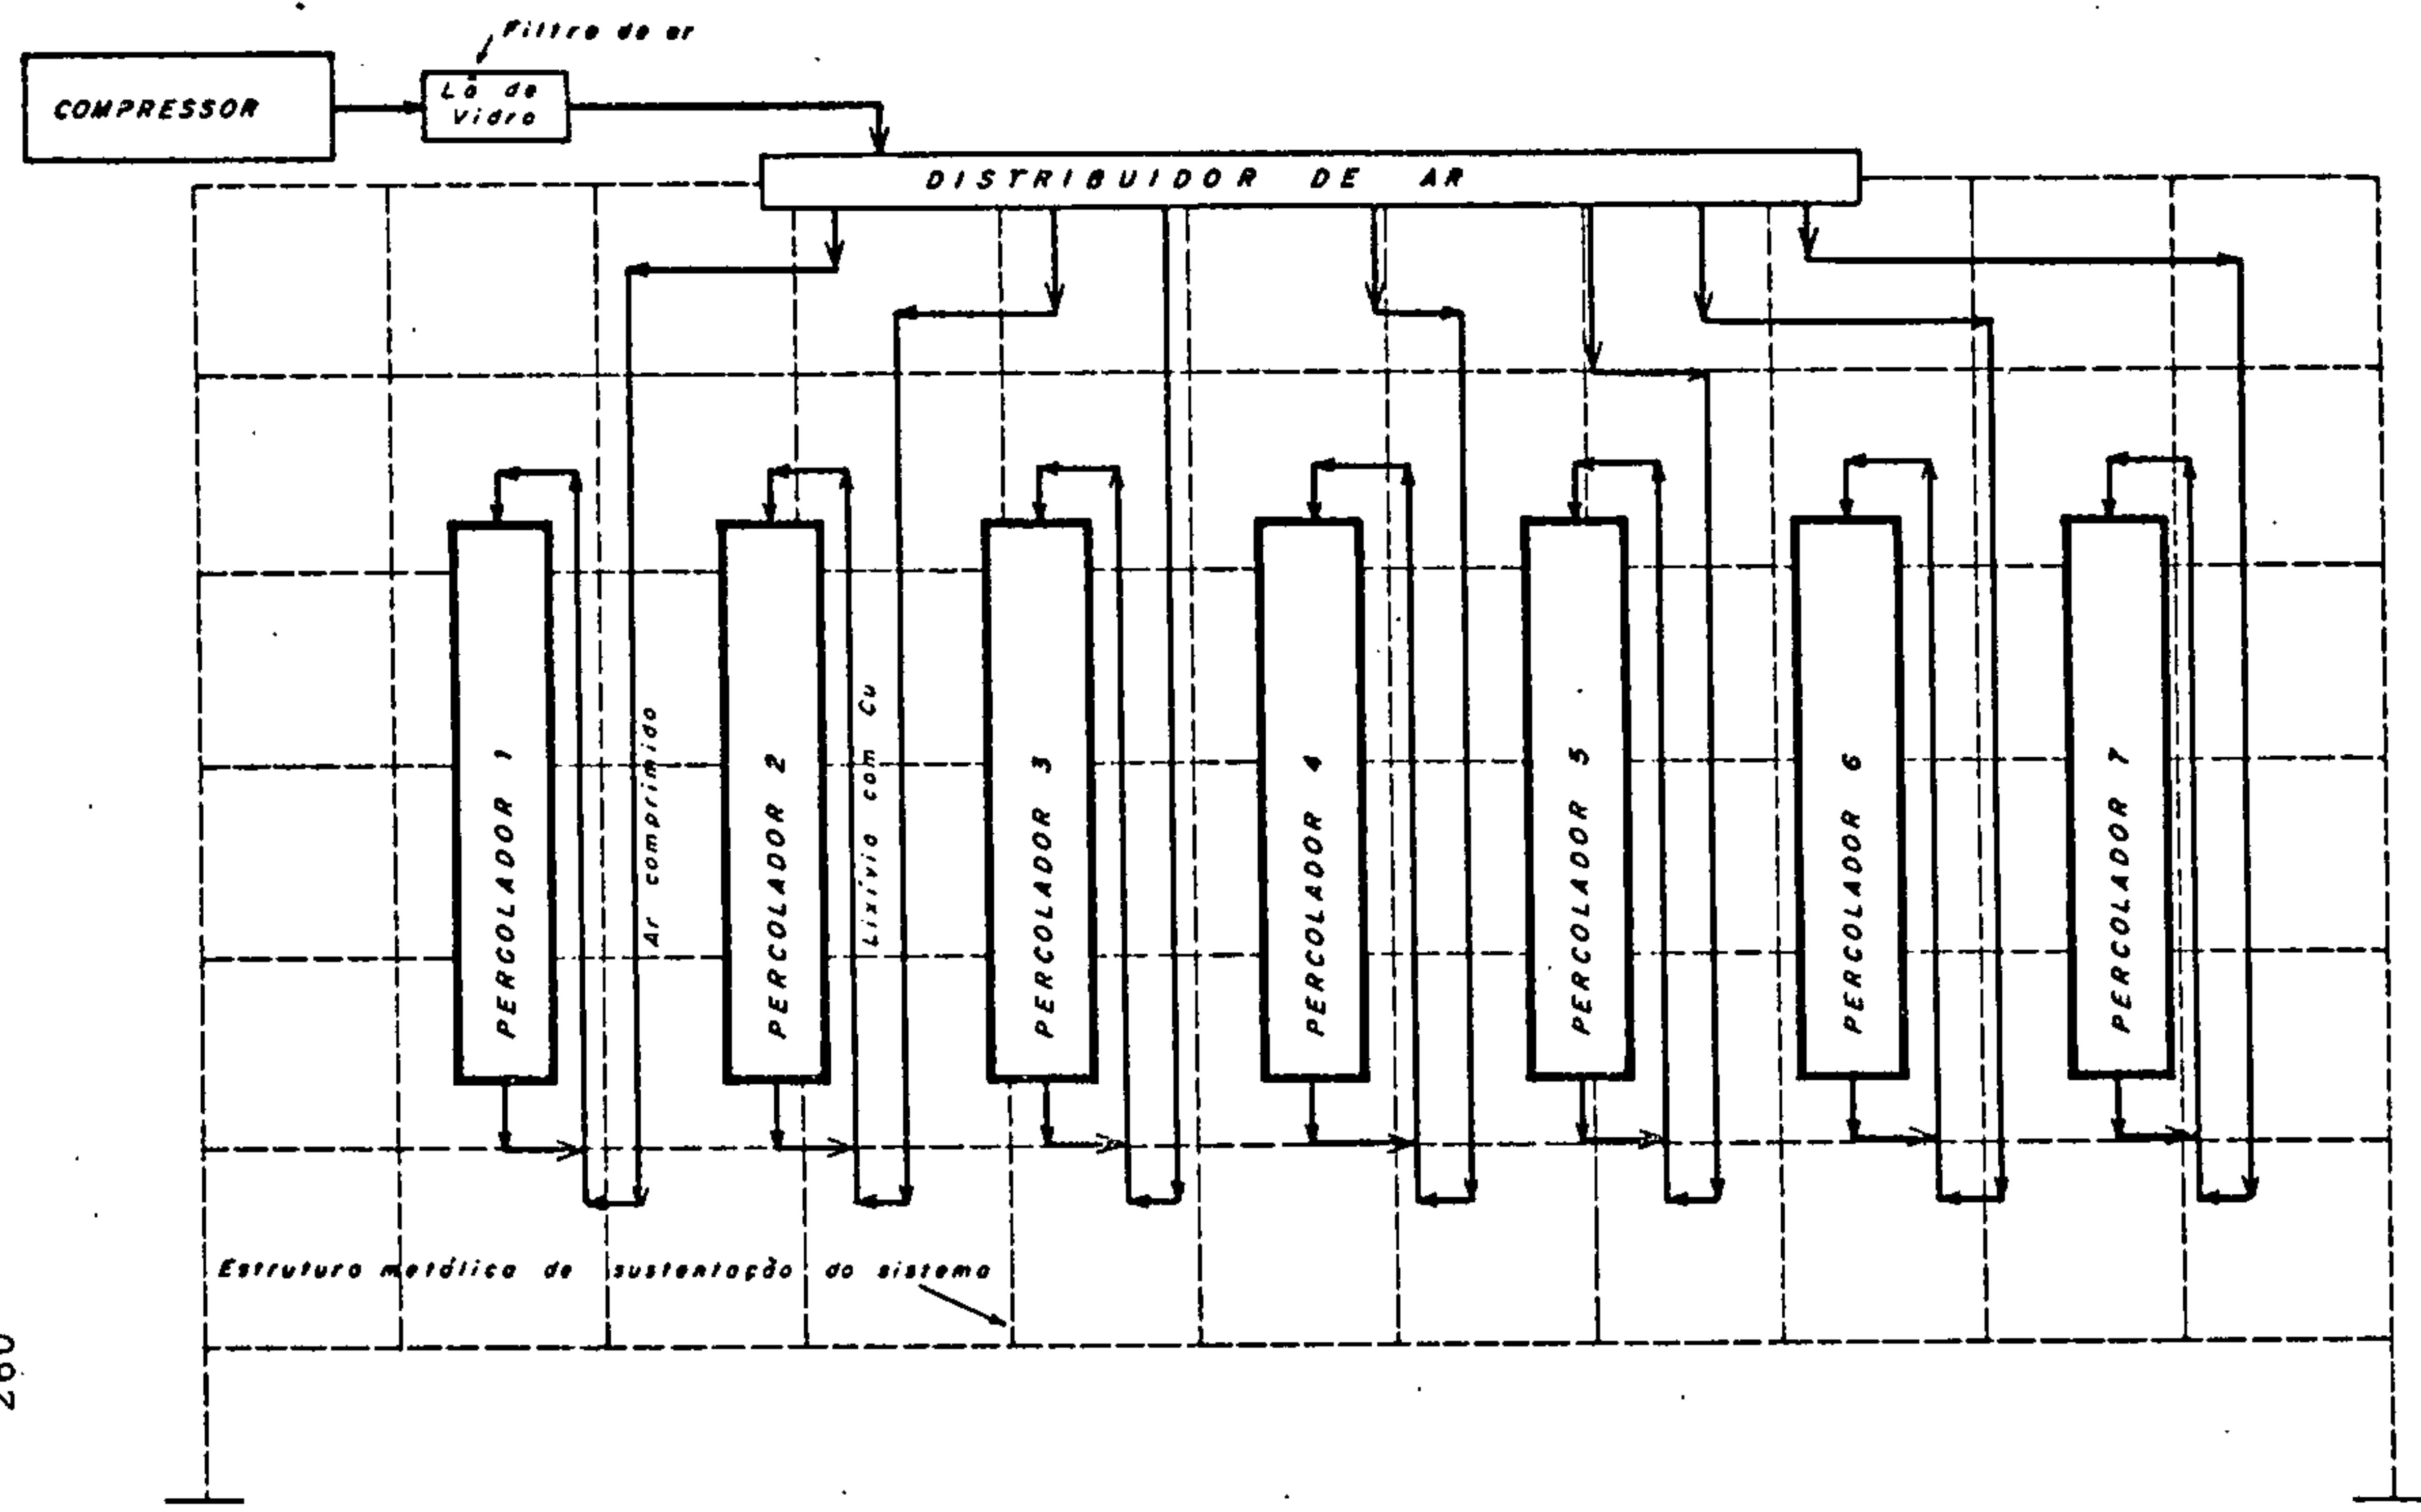 Filtro de ar
COMPRESSOR
Lã de
Vidro
DISTRIBUIDOR DE AR
PERCOLADOR 1
Ar comprimido
PERCOLADOR 2
Lixívio com Cu
PERCOLADOR 3
PERCOLADOR 4
PERCOLADOR 5
PERCOLADOR 6
PERCOLADOR 7
Estrutura metálica de sustentação do sistema
280